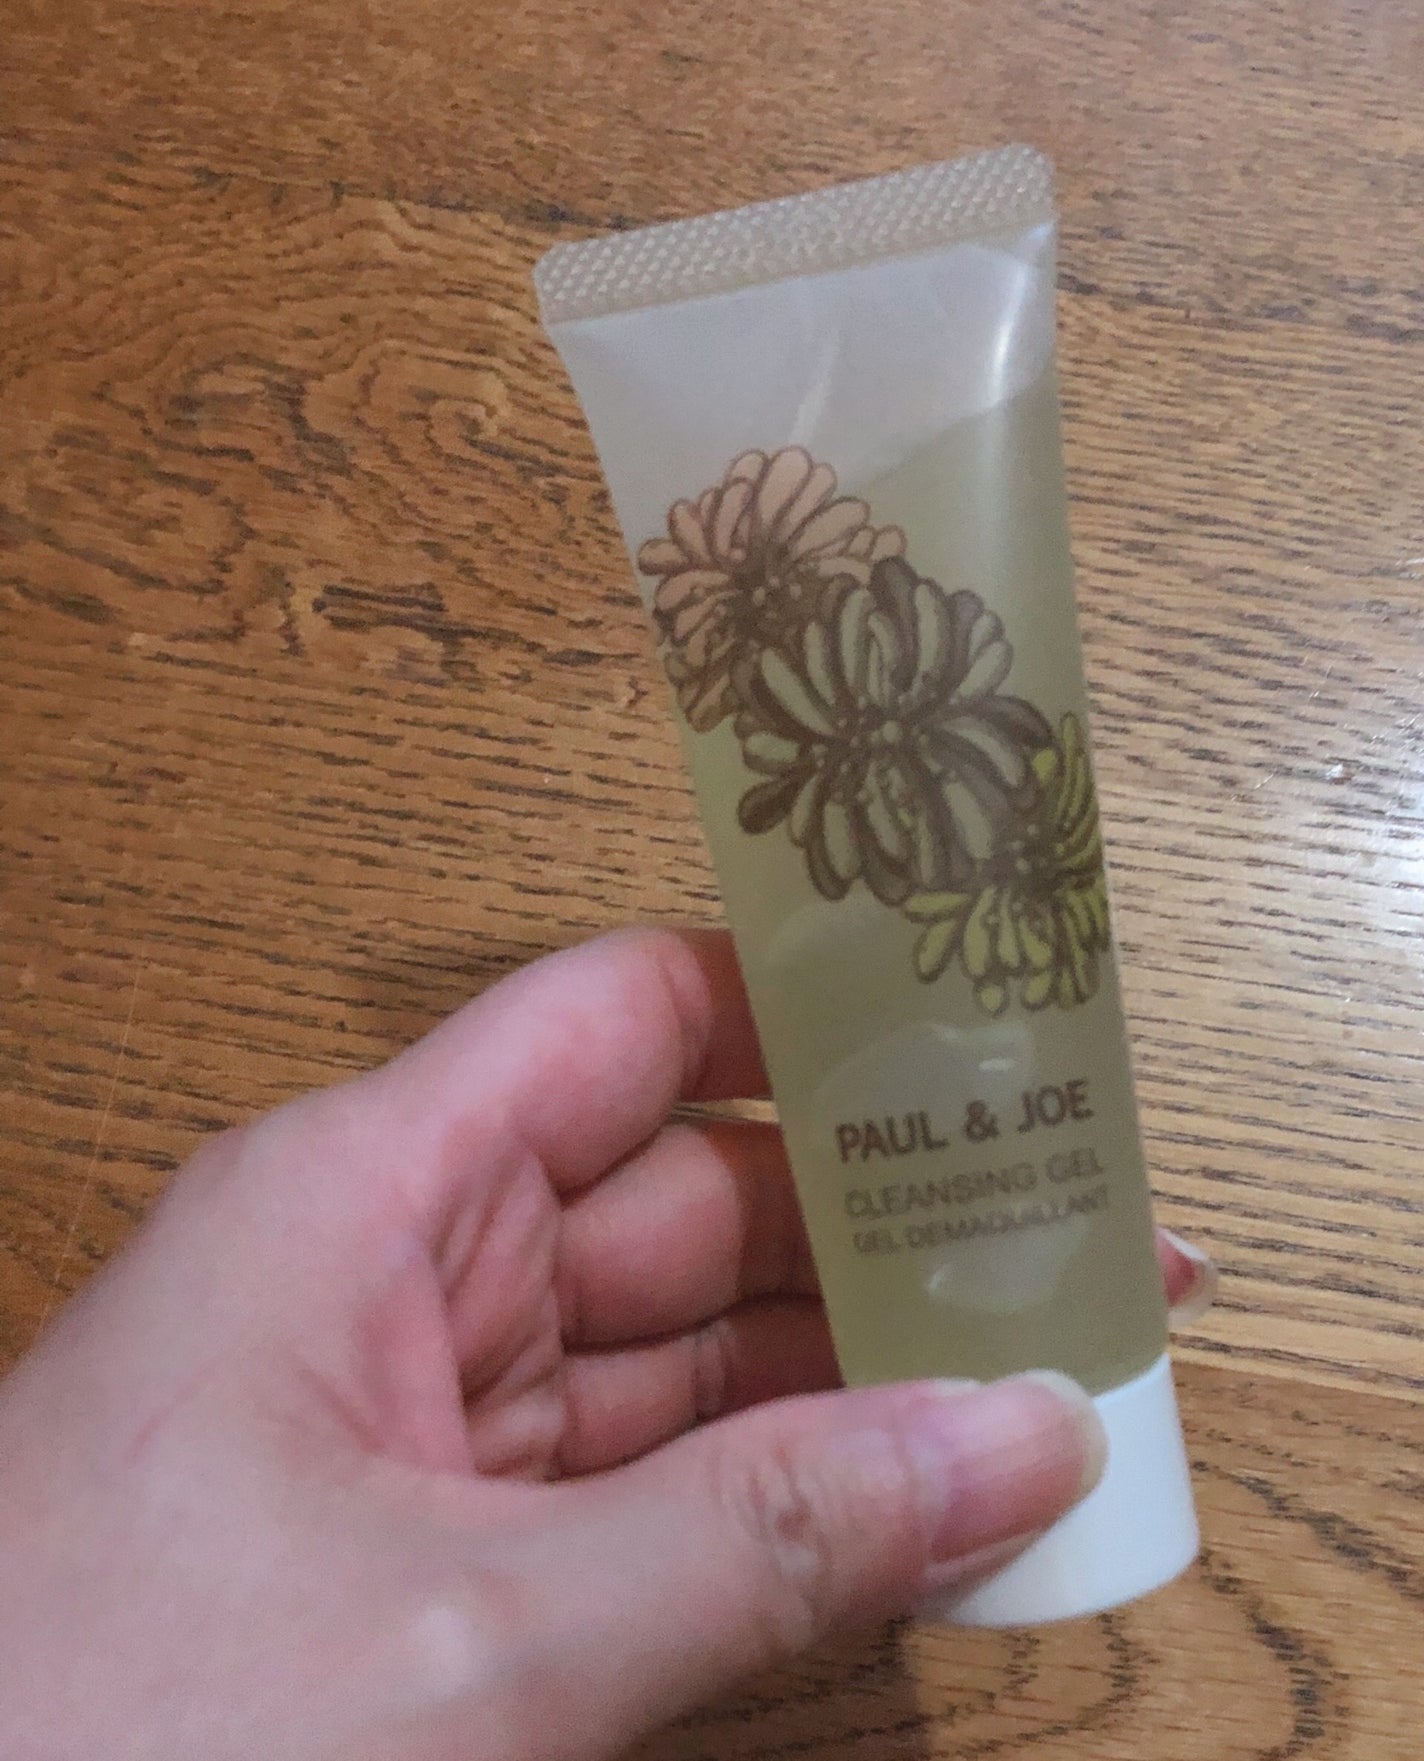 PAUL & JOE
CLEANSING GEL
GEL DEMAQUILLANT